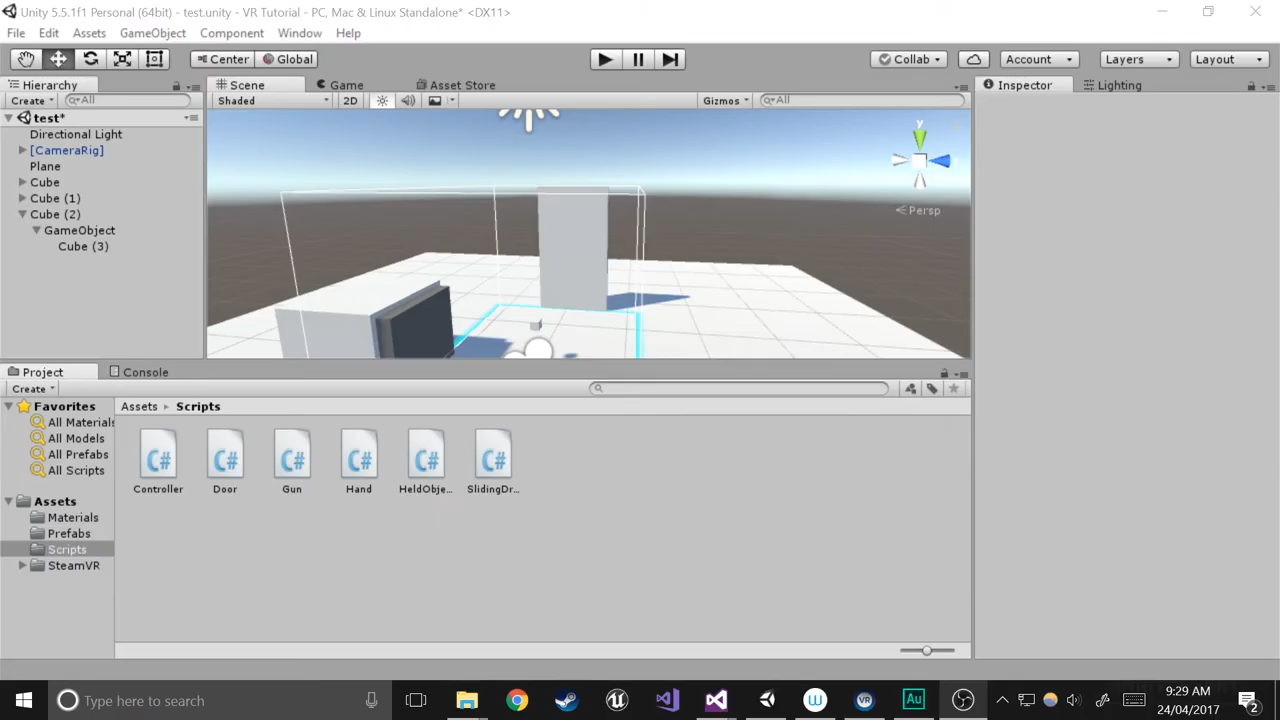 Unity 5.5.1f1 Personal (64bit) - test.unity - VR Tutorial - PC, Mac & Linux Standalone* <DX11>
File Edit Assets GameObject Component Window Help
Center Global Collab Account Layers Layout
Hierarchy Scene Game Asset Store Inspector Lighting
Create All Shaded 2D Gizmos All
test*
Directional Light
[CameraRig]
Plane
Cube
Cube (1)
Cube (2)
GameObject
Cube (3)
y
Persp
Project Console
Create
Favorites
All Materials
All Models
All Prefabs
All Scripts
Assets
Materials
Prefabs
Scripts
SteamVR
Assets Scripts
C# C# C# C# C# C#
Controller Door Gun Hand HeldObje... SlidingDr...
Type here to search
Au
9:29 AM
24/04/2017
2